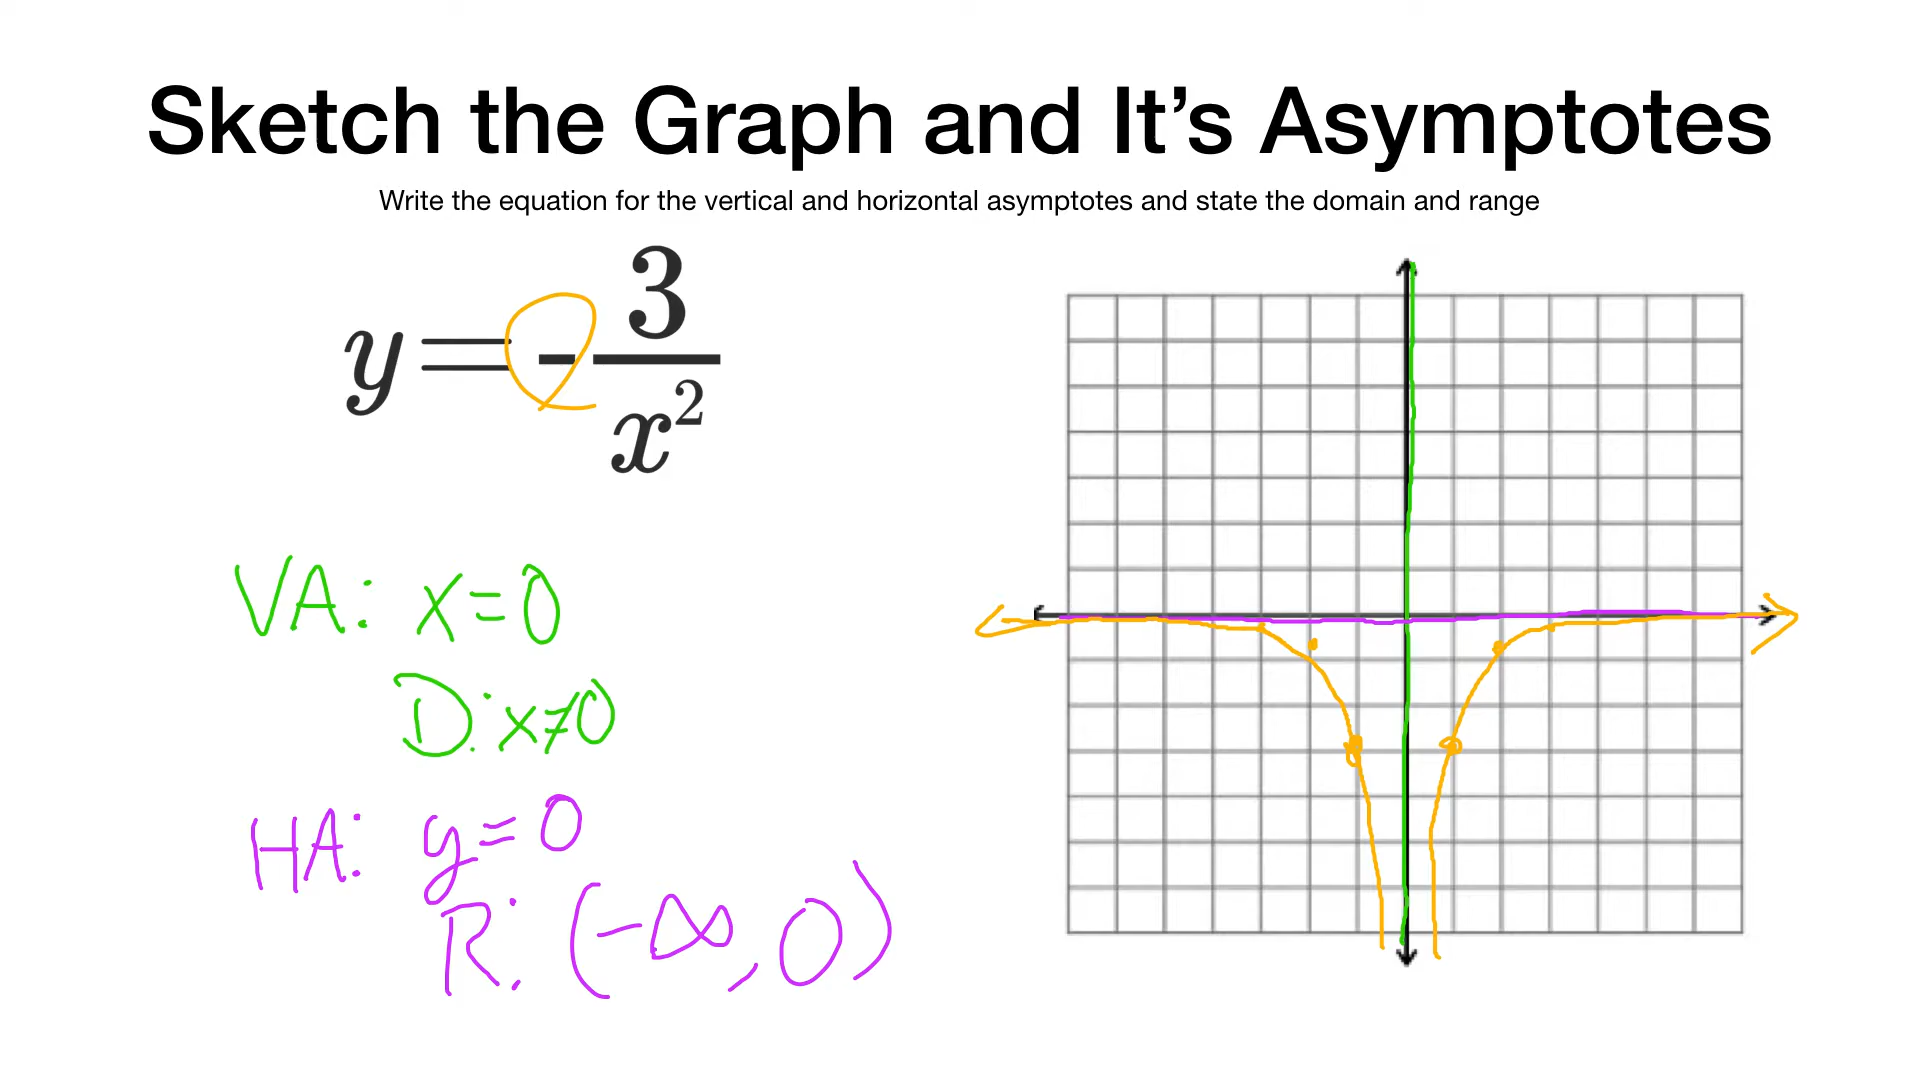 Sketch the Graph and It’s Asymptotes
Write the equation for the vertical and horizontal asymptotes and state the domain and range
y = -3/x²
VA: x=0
D: x≠0
HA: y=0
R: (-∞, 0)